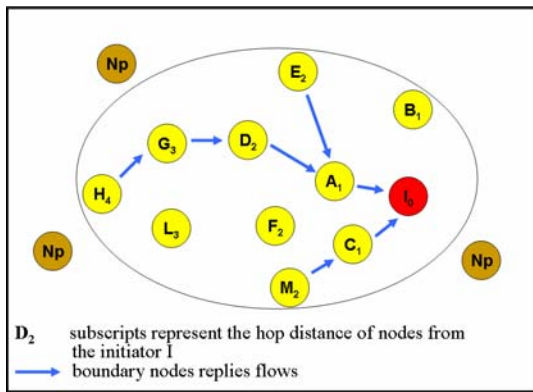 Np
E₂
B₁
G₃
D₂
A₁
H₄
I₀
L₃
F₂
C₁
Np
Np
M₂
D₂ subscripts represent the hop distance of nodes from
the initiator I
boundary nodes replies flows